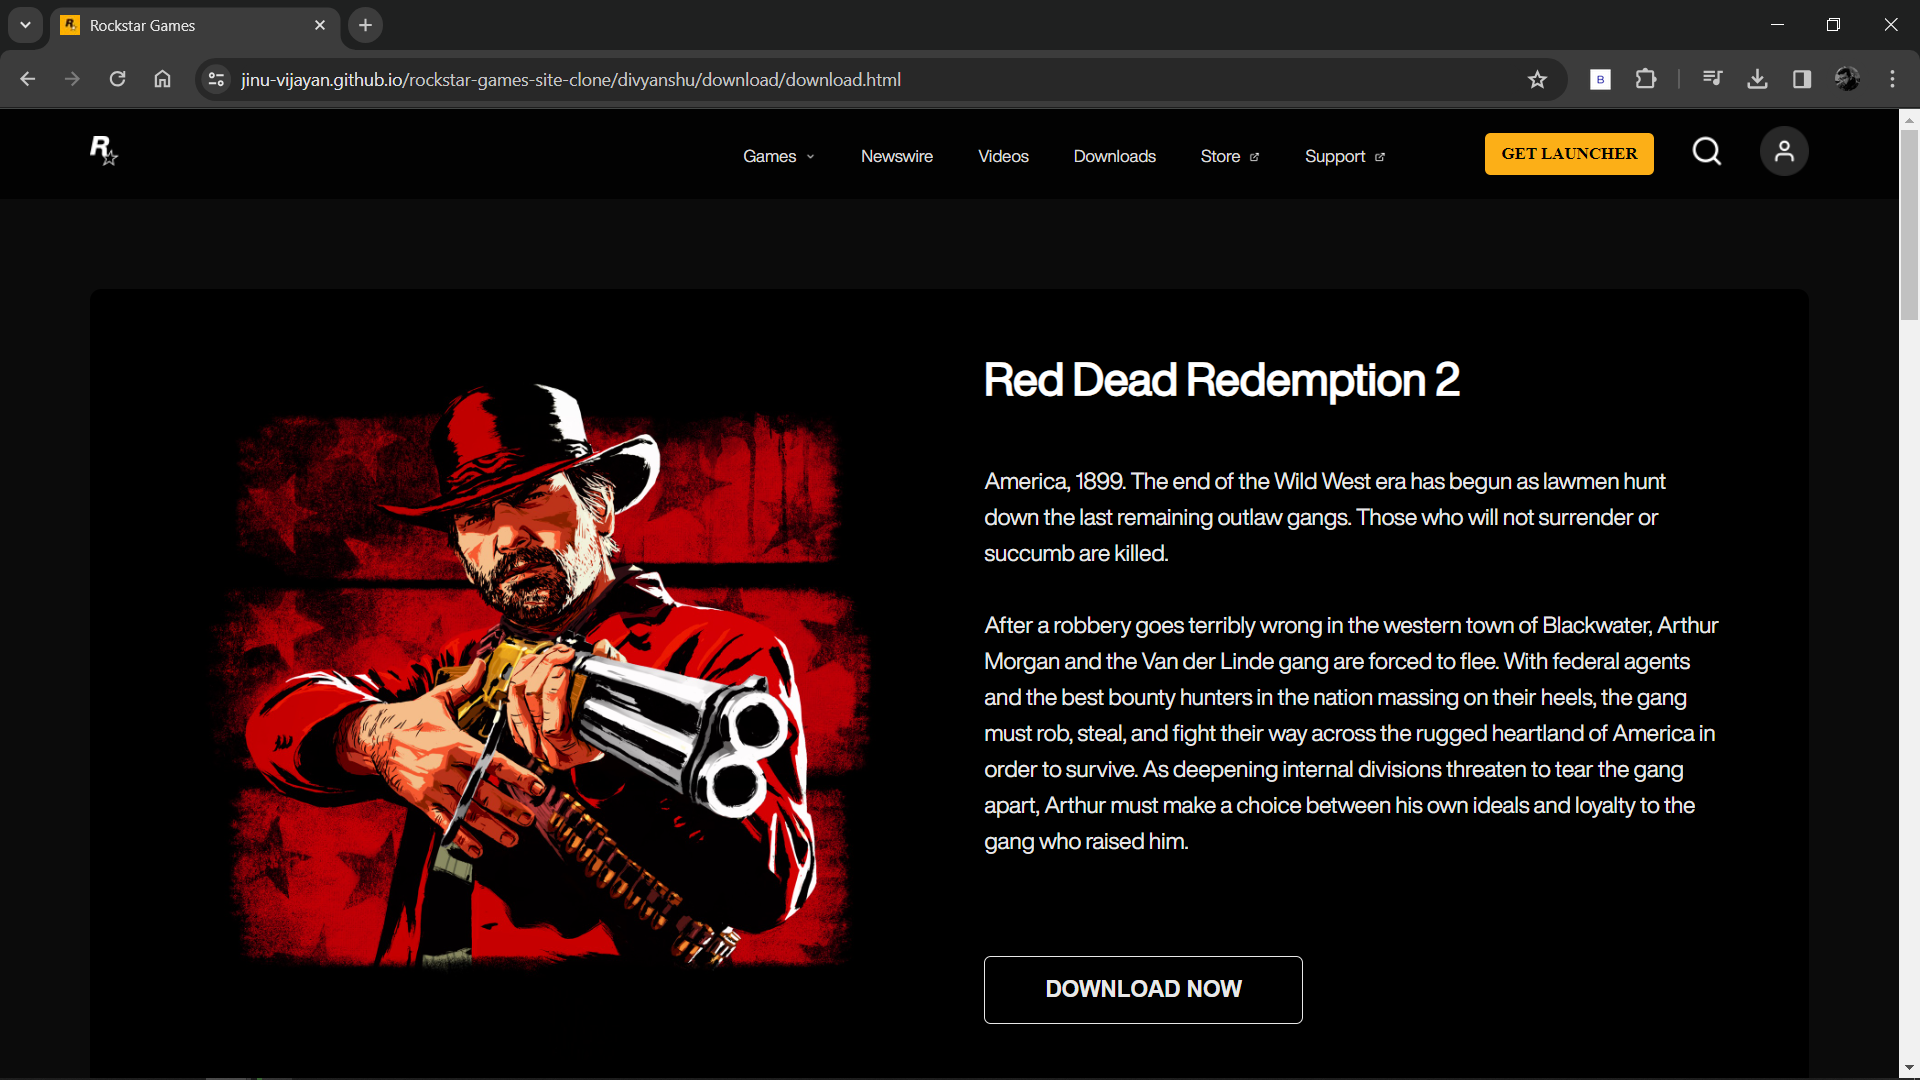 Rockstar Games
jinu-vijayan.github.io/rockstar-games-site-clone/divyanshu/download/download.html
B
R
Games Newswire Videos Downloads Store Support GET LAUNCHER
Red Dead Redemption 2
America, 1899. The end of the Wild West era has begun as lawmen hunt
down the last remaining outlaw gangs. Those who will not surrender or
succumb are killed.
After a robbery goes terribly wrong in the western town of Blackwater, Arthur
Morgan and the Van der Linde gang are forced to flee. With federal agents
and the best bounty hunters in the nation massing on their heels, the gang
must rob, steal, and fight their way across the rugged heartland of America in
order to survive. As deepening internal divisions threaten to tear the gang
apart, Arthur must make a choice between his own ideals and loyalty to the
gang who raised him.
DOWNLOAD NOW